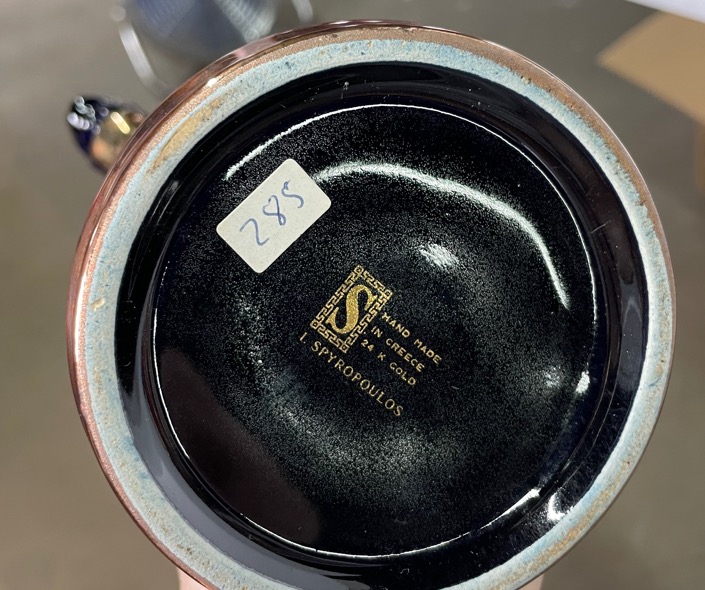 285
S
HAND MADE
IN GREECE
24 K GOLD
I. SPYROPOULOS